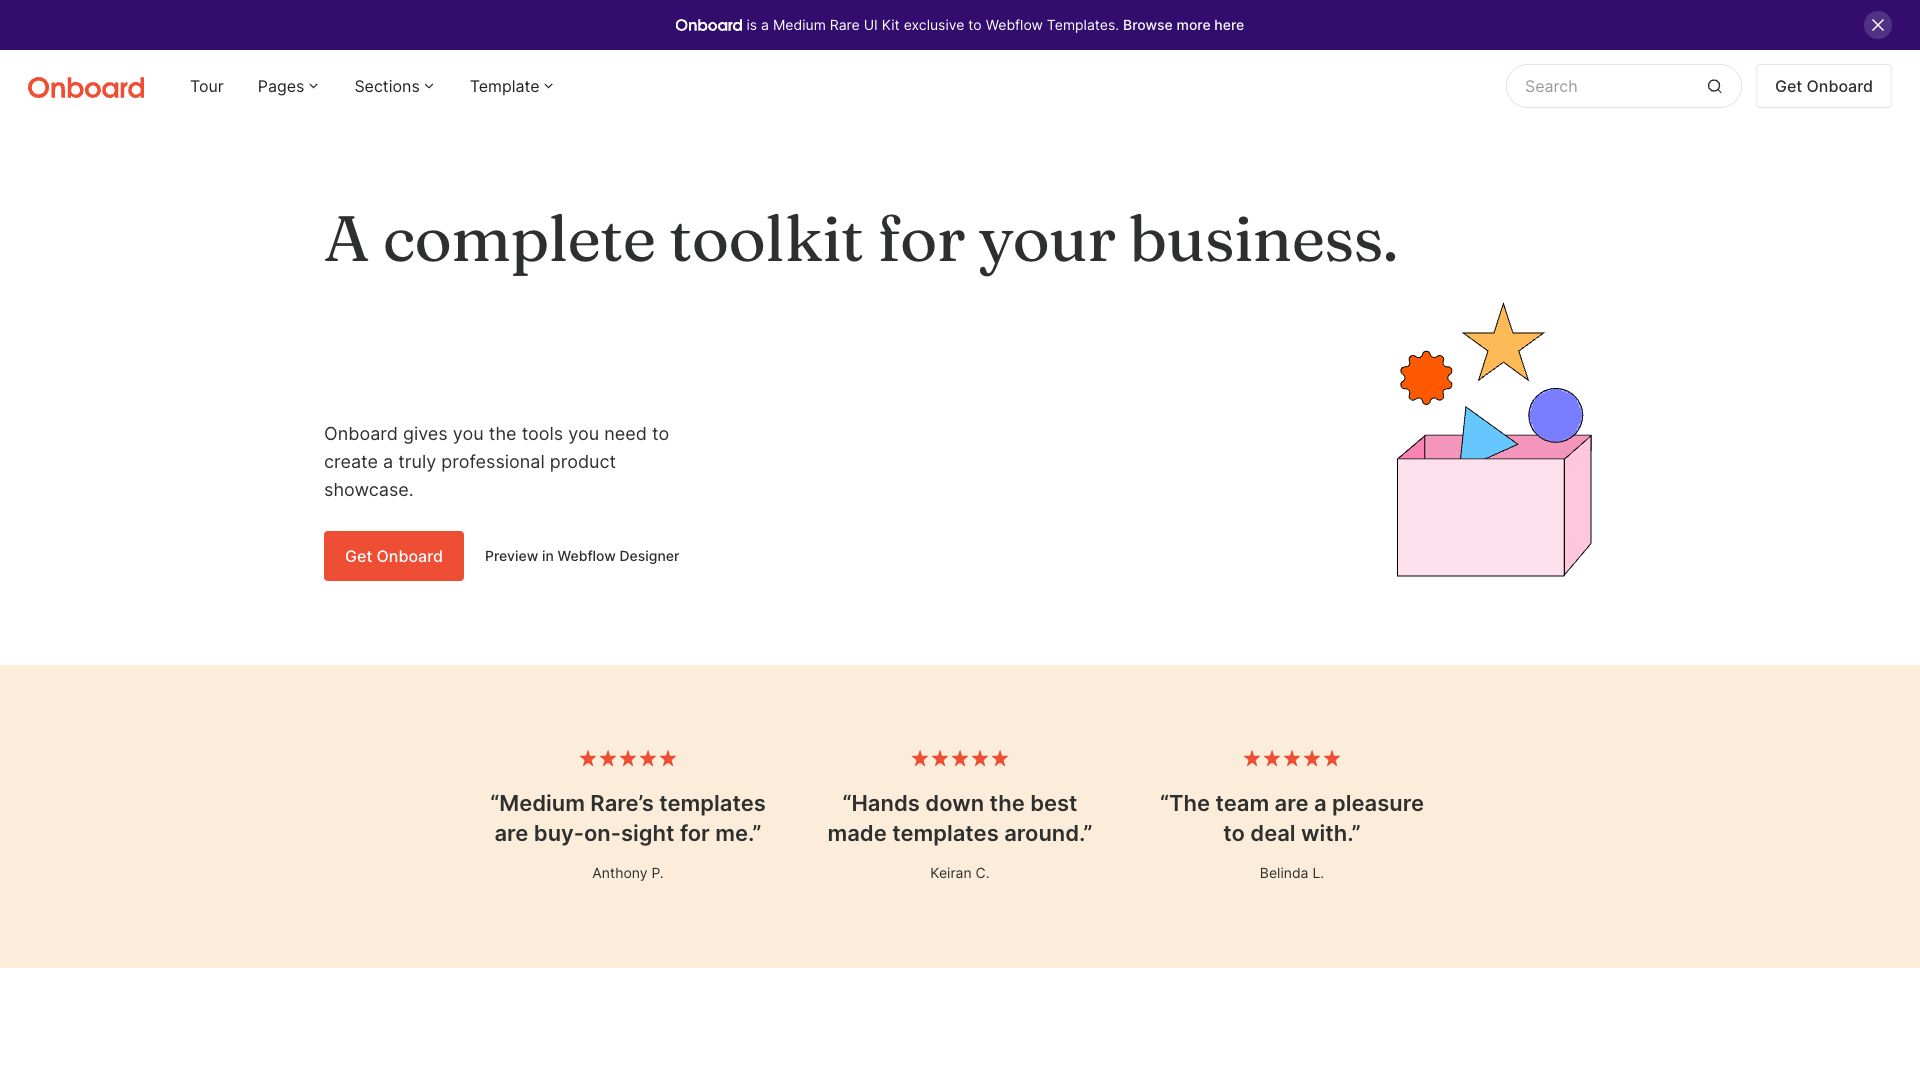 Onboard is a Medium Rare UI Kit exclusive to Webflow Templates. Browse more here
Onboard
Tour
Pages
Sections
Template
Search
Get Onboard
A complete toolkit for your business.
Onboard gives you the tools you need to
create a truly professional product
showcase.
Get Onboard
Preview in Webflow Designer
“Medium Rare’s templates
are buy-on-sight for me.”
Anthony P.
“Hands down the best
made templates around.”
Keiran C.
“The team are a pleasure
to deal with.”
Belinda L.